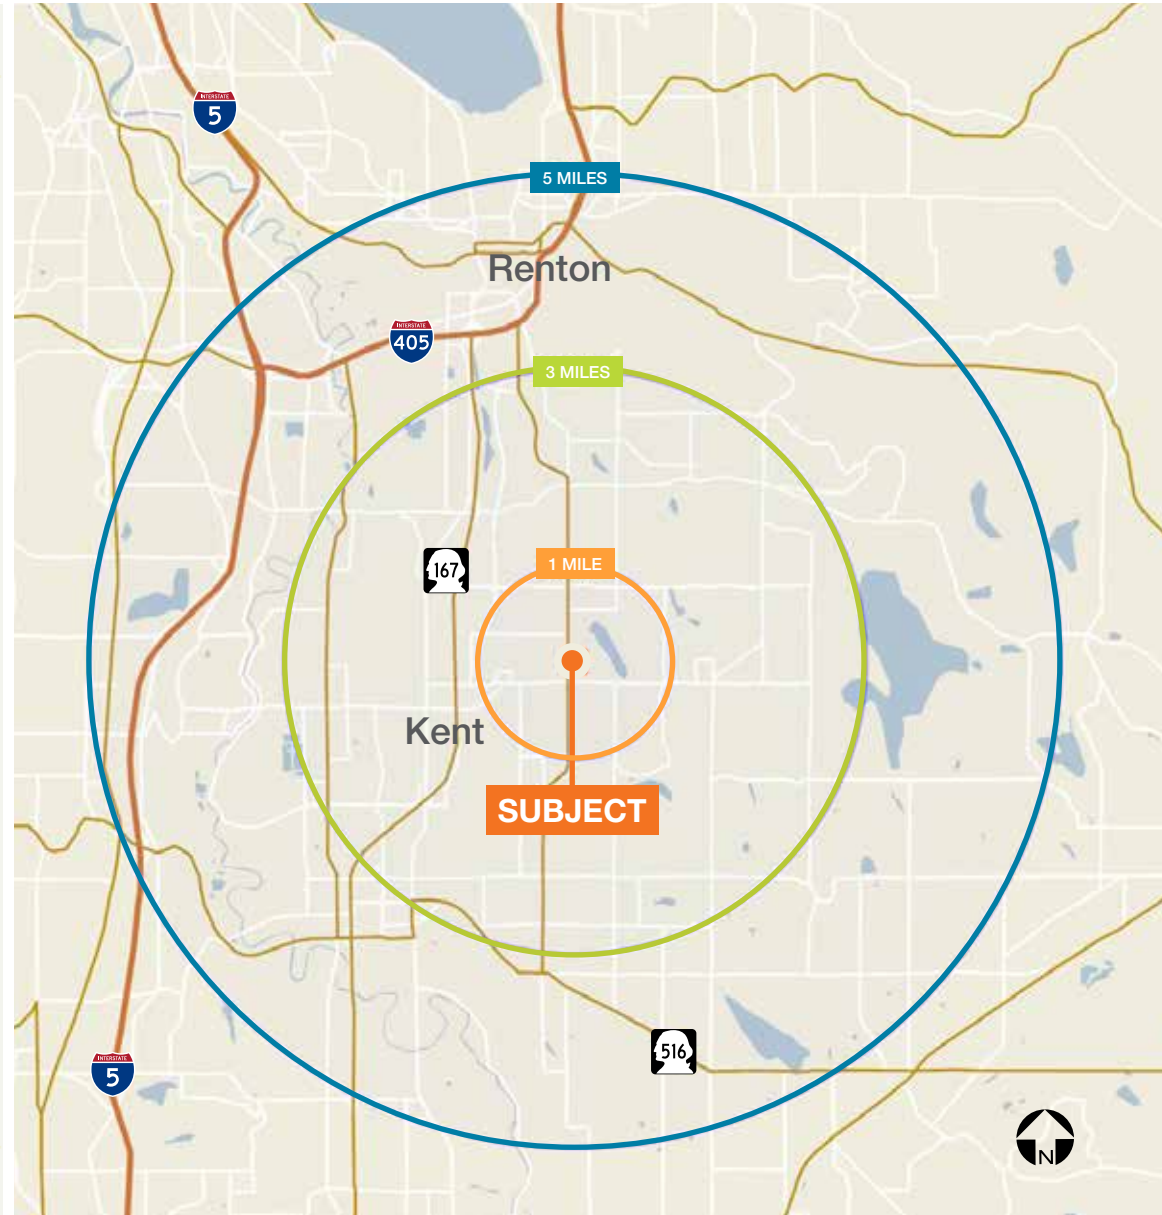 INTERSTATE
5
5 MILES
Renton
INTERSTATE
405
3 MILES
1 MILE
167
Kent
SUBJECT
516
INTERSTATE
5
N